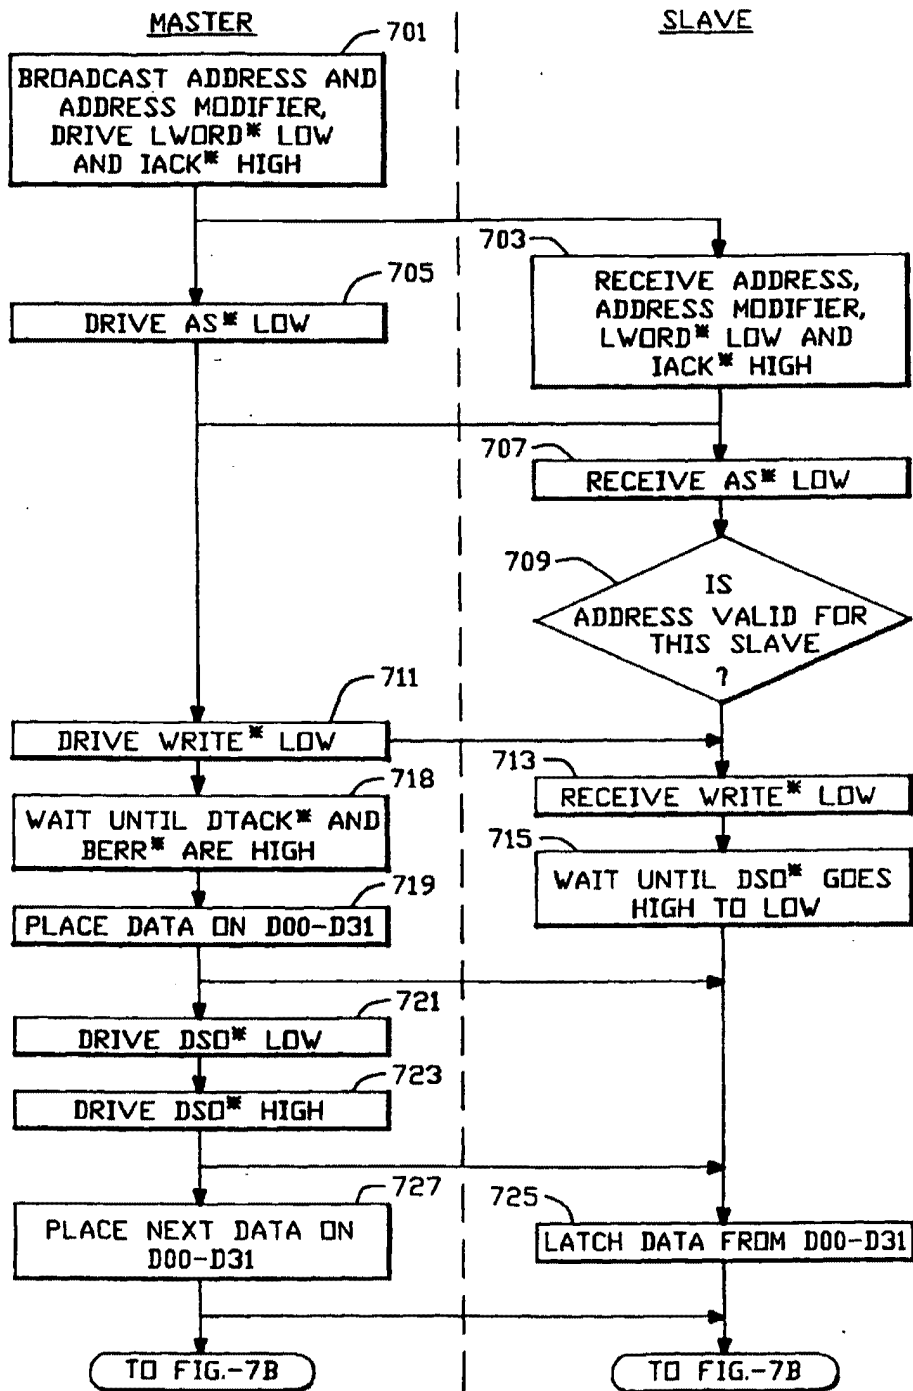 MASTER
SLAVE
701
BROADCAST ADDRESS AND
ADDRESS MODIFIER,
DRIVE LWORD* LOW
AND IACK* HIGH
703
RECEIVE ADDRESS,
ADDRESS MODIFIER,
LWORD* LOW AND
IACK* HIGH
705
DRIVE AS* LOW
707
RECEIVE AS* LOW
709
IS
ADDRESS VALID FOR
THIS SLAVE
?
711
DRIVE WRITE* LOW
713
RECEIVE WRITE* LOW
718
WAIT UNTIL DTACK* AND
BERR* ARE HIGH
715
WAIT UNTIL DSO* GOES
HIGH TO LOW
719
PLACE DATA ON D00-D31
721
DRIVE DSO* LOW
723
DRIVE DSO* HIGH
727
PLACE NEXT DATA ON
D00-D31
725
LATCH DATA FROM D00-D31
TO FIG.-7B
TO FIG.-7B